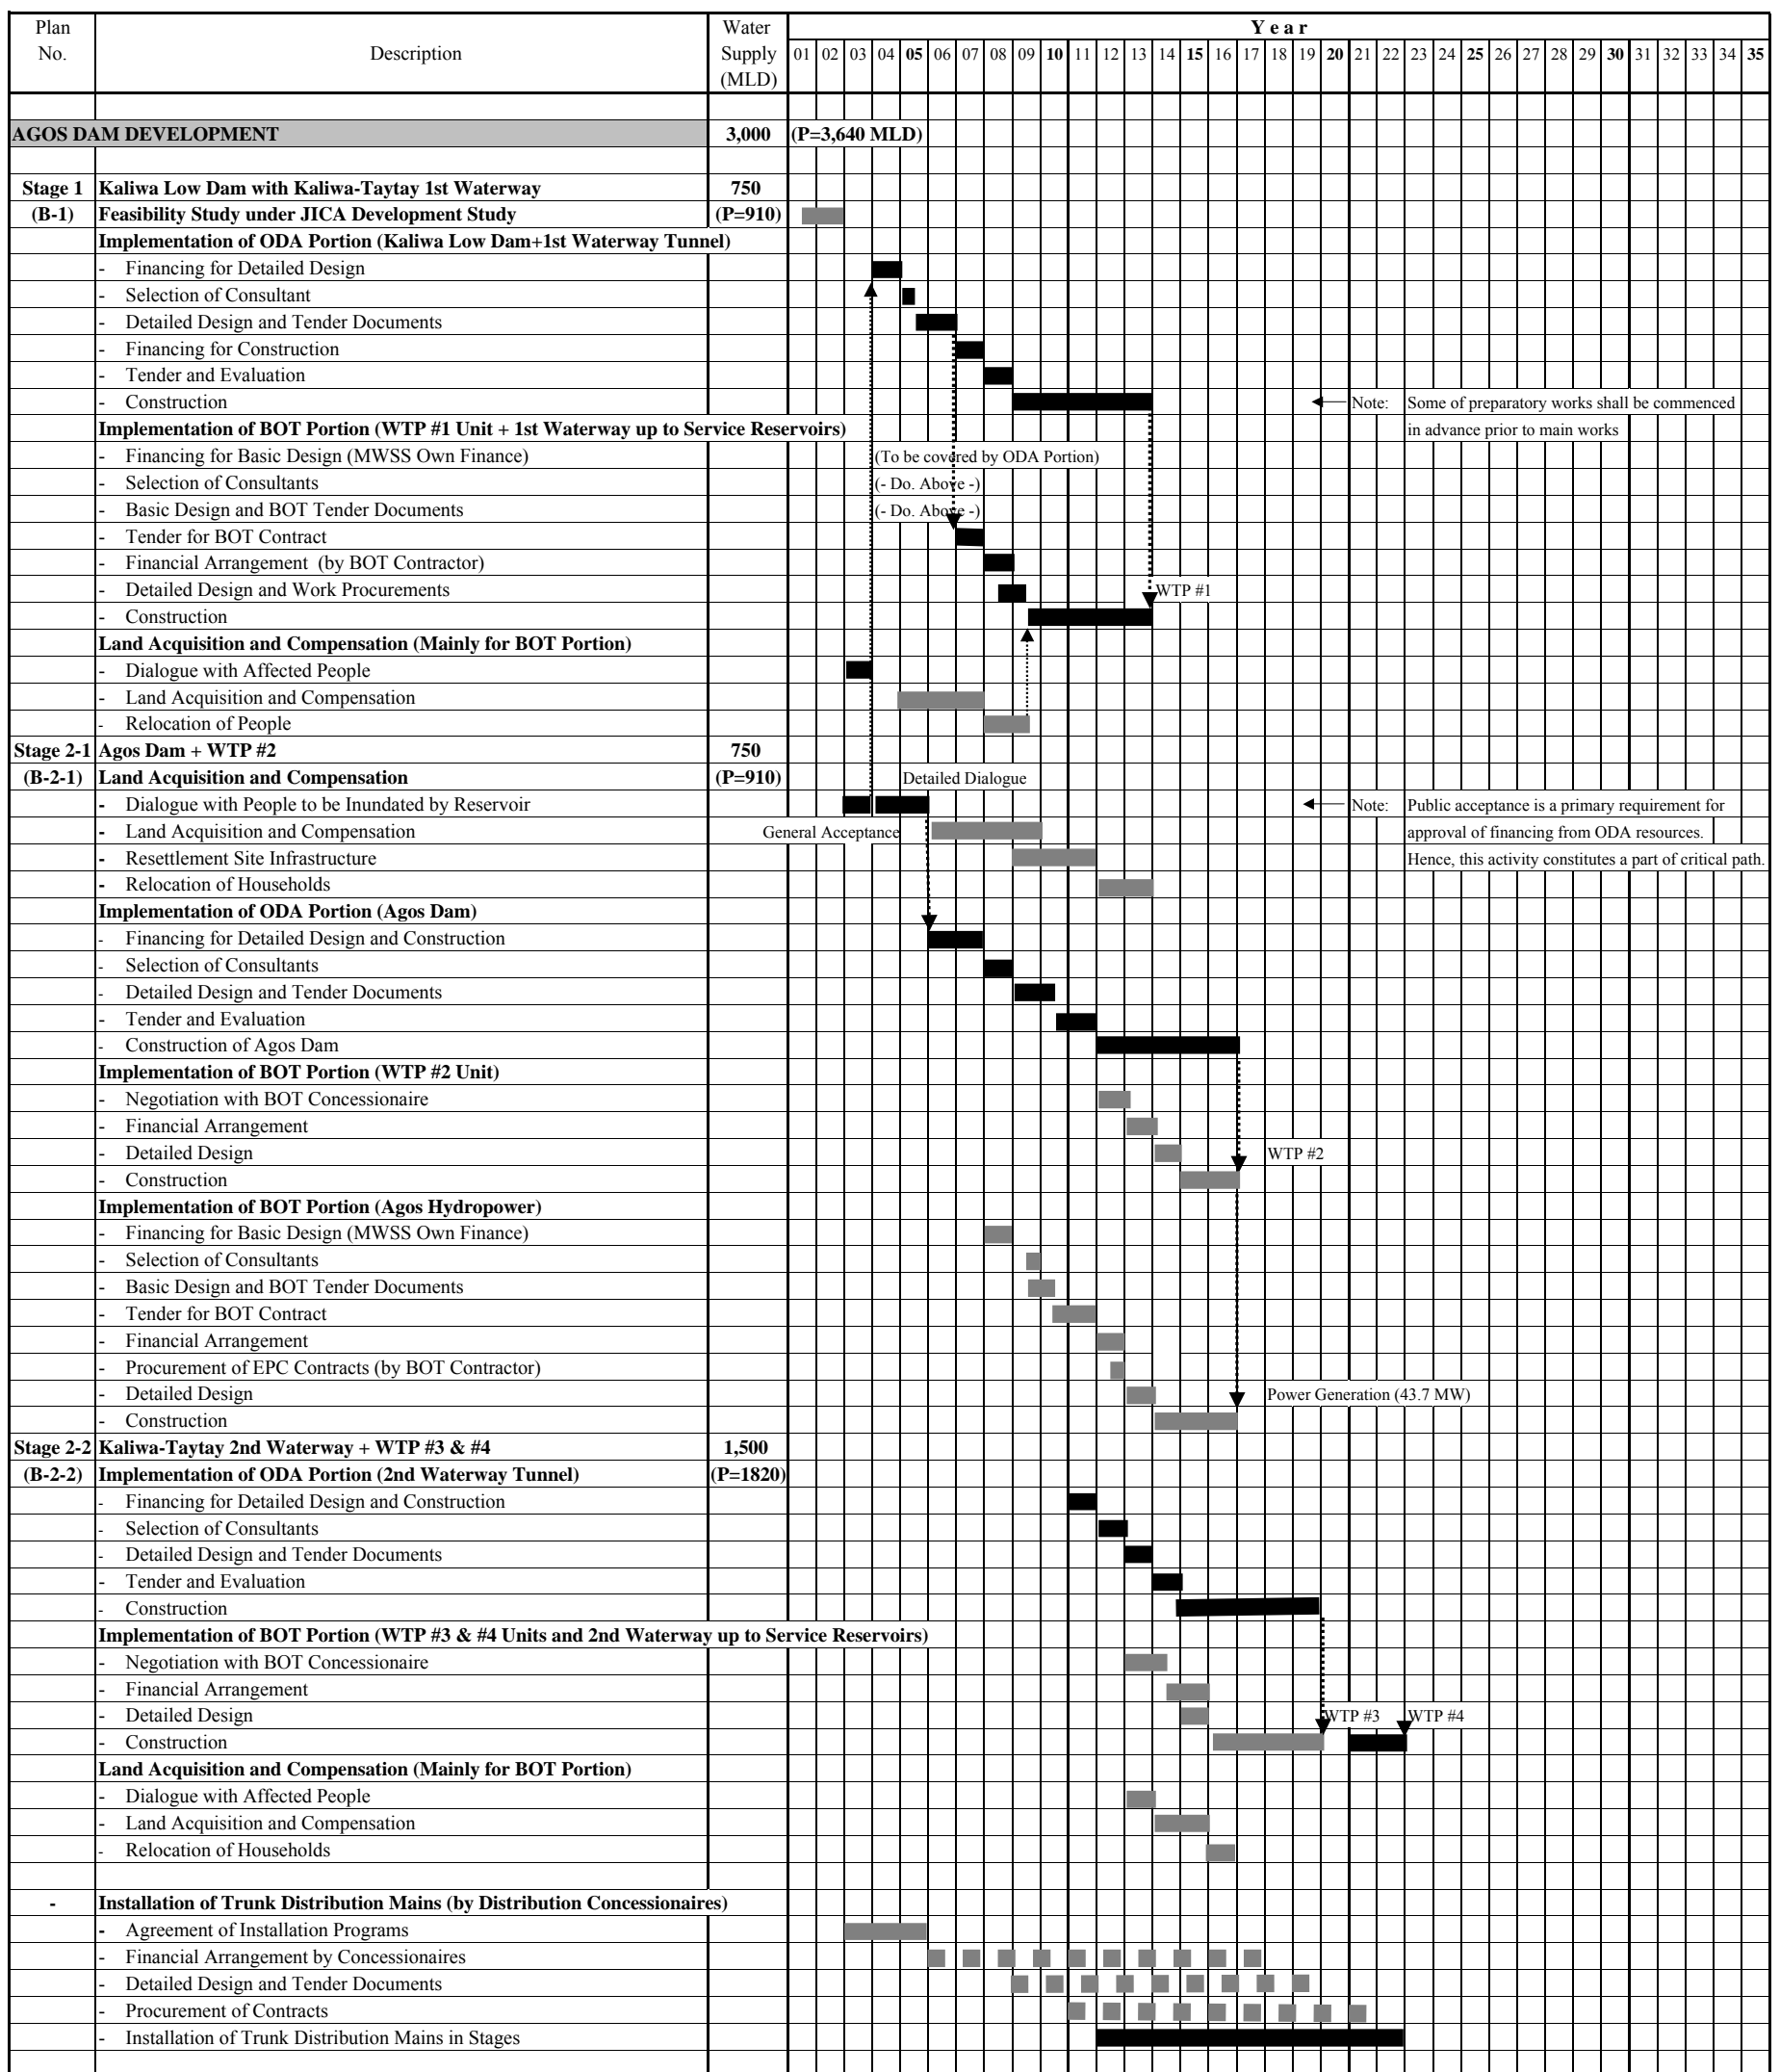 Plan Water Y e a r
No. Description Supply 01 02 03 04 05 06 07 08 09 10 11 12 13 14 15 16 17 18 19 20 21 22 23 24 25 26 27 28 29 30 31 32 33 34 35
(MLD)
AGOS DAM DEVELOPMENT 3,000 (P=3,640 MLD)
Stage 1 Kaliwa Low Dam with Kaliwa-Taytay 1st Waterway 750
(B-1) Feasibility Study under JICA Development Study (P=910)
Implementation of ODA Portion (Kaliwa Low Dam+1st Waterway Tunnel)
- Financing for Detailed Design
- Selection of Consultant
- Detailed Design and Tender Documents
- Financing for Construction
- Tender and Evaluation
- Construction Note: Some of preparatory works shall be commenced
Implementation of BOT Portion (WTP #1 Unit + 1st Waterway up to Service Reservoirs) in advance prior to main works
- Financing for Basic Design (MWSS Own Finance) (To be covered by ODA Portion)
- Selection of Consultants (- Do. Above -)
- Basic Design and BOT Tender Documents (- Do. Above -)
- Tender for BOT Contract
- Financial Arrangement (by BOT Contractor)
- Detailed Design and Work Procurements WTP #1
- Construction
Land Acquisition and Compensation (Mainly for BOT Portion)
- Dialogue with Affected People
- Land Acquisition and Compensation
- Relocation of People
Stage 2-1 Agos Dam + WTP #2 750
(B-2-1) Land Acquisition and Compensation (P=910) Detailed Dialogue
- Dialogue with People to be Inundated by Reservoir Note: Public acceptance is a primary requirement for
- Land Acquisition and Compensation General Acceptance approval of financing from ODA resources.
- Resettlement Site Infrastructure Hence, this activity constitutes a part of critical path.
- Relocation of Households
Implementation of ODA Portion (Agos Dam)
- Financing for Detailed Design and Construction
- Selection of Consultants
- Detailed Design and Tender Documents
- Tender and Evaluation
- Construction of Agos Dam
Implementation of BOT Portion (WTP #2 Unit)
- Negotiation with BOT Concessionaire
- Financial Arrangement
- Detailed Design WTP #2
- Construction
Implementation of BOT Portion (Agos Hydropower)
- Financing for Basic Design (MWSS Own Finance)
- Selection of Consultants
- Basic Design and BOT Tender Documents
- Tender for BOT Contract
- Financial Arrangement
- Procurement of EPC Contracts (by BOT Contractor)
- Detailed Design Power Generation (43.7 MW)
- Construction
Stage 2-2 Kaliwa-Taytay 2nd Waterway + WTP #3 & #4 1,500
(B-2-2) Implementation of ODA Portion (2nd Waterway Tunnel) (P=1820)
- Financing for Detailed Design and Construction
- Selection of Consultants
- Detailed Design and Tender Documents
- Tender and Evaluation
- Construction
Implementation of BOT Portion (WTP #3 & #4 Units and 2nd Waterway up to Service Reservoirs)
- Negotiation with BOT Concessionaire
- Financial Arrangement
- Detailed Design WTP #3 WTP #4
- Construction
Land Acquisition and Compensation (Mainly for BOT Portion)
- Dialogue with Affected People
- Land Acquisition and Compensation
- Relocation of Households
- Installation of Trunk Distribution Mains (by Distribution Concessionaires)
- Agreement of Installation Programs
- Financial Arrangement by Concessionaires
- Detailed Design and Tender Documents
- Procurement of Contracts
- Installation of Trunk Distribution Mains in Stages